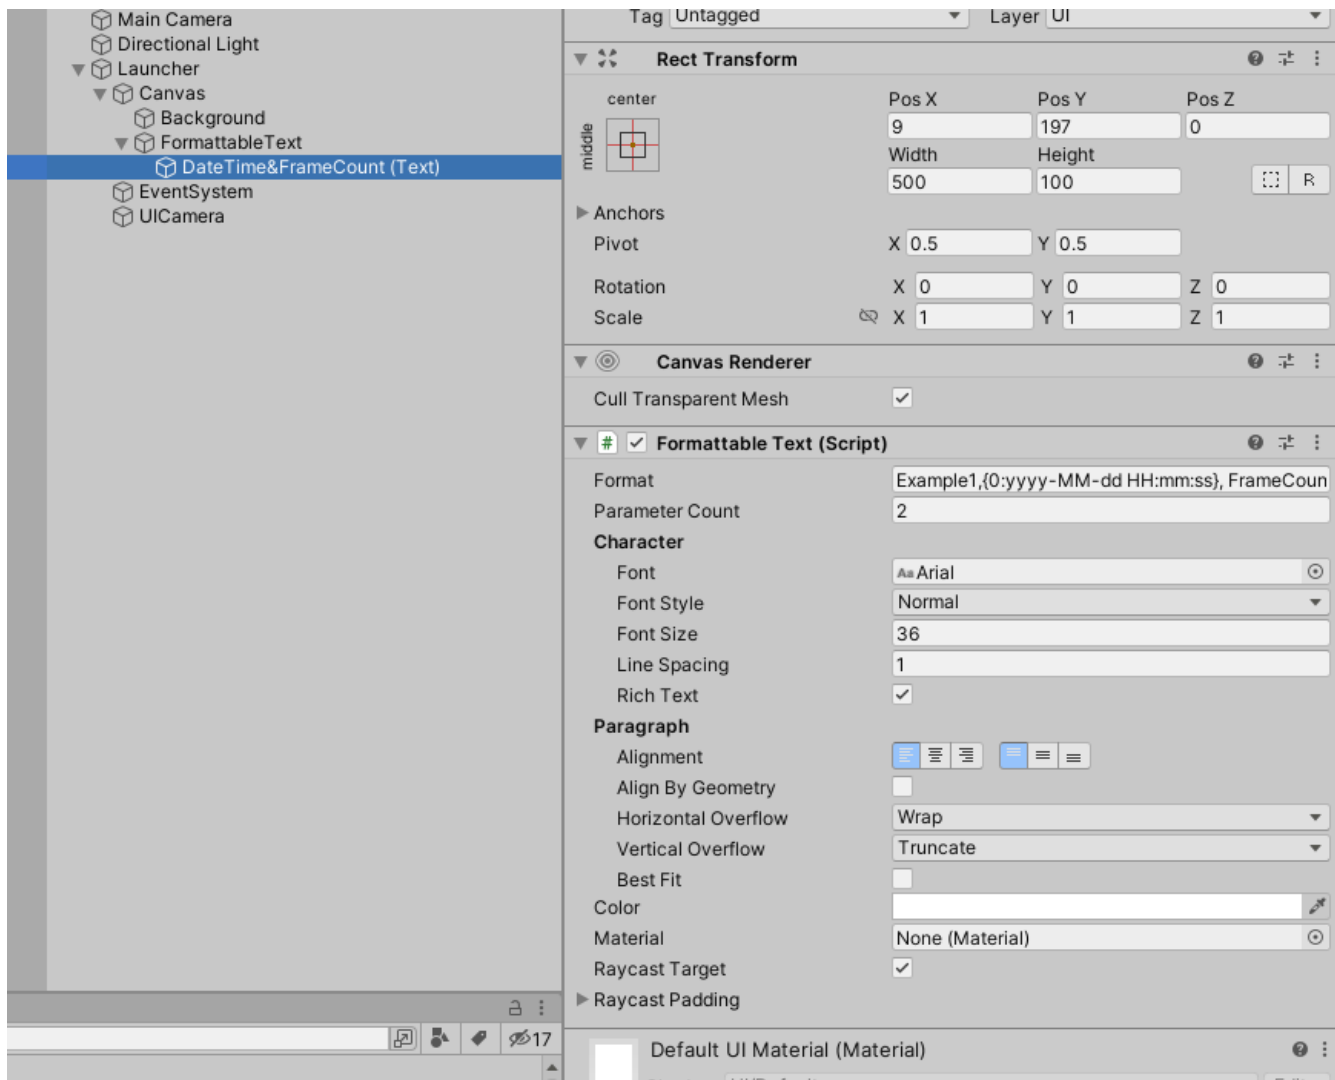 Main Camera
Directional Light
Launcher
Canvas
Background
FormattableText
DateTime&FrameCount (Text)
EventSystem
UICamera
17
Tag Untagged Layer UI
Rect Transform
center
middle
Pos X Pos Y Pos Z
9 197 0
Width Height
500 100
R
Anchors
Pivot X 0.5 Y 0.5
Rotation X 0 Y 0 Z 0
Scale X 1 Y 1 Z 1
Canvas Renderer
Cull Transparent Mesh
# Formattable Text (Script)
Format Example1,{0:yyyy-MM-dd HH:mm:ss}, FrameCoun
Parameter Count 2
Character
Font Aa Arial
Font Style Normal
Font Size 36
Line Spacing 1
Rich Text
Paragraph
Alignment
Align By Geometry
Horizontal Overflow Wrap
Vertical Overflow Truncate
Best Fit
Color
Material None (Material)
Raycast Target
Raycast Padding
Default UI Material (Material)